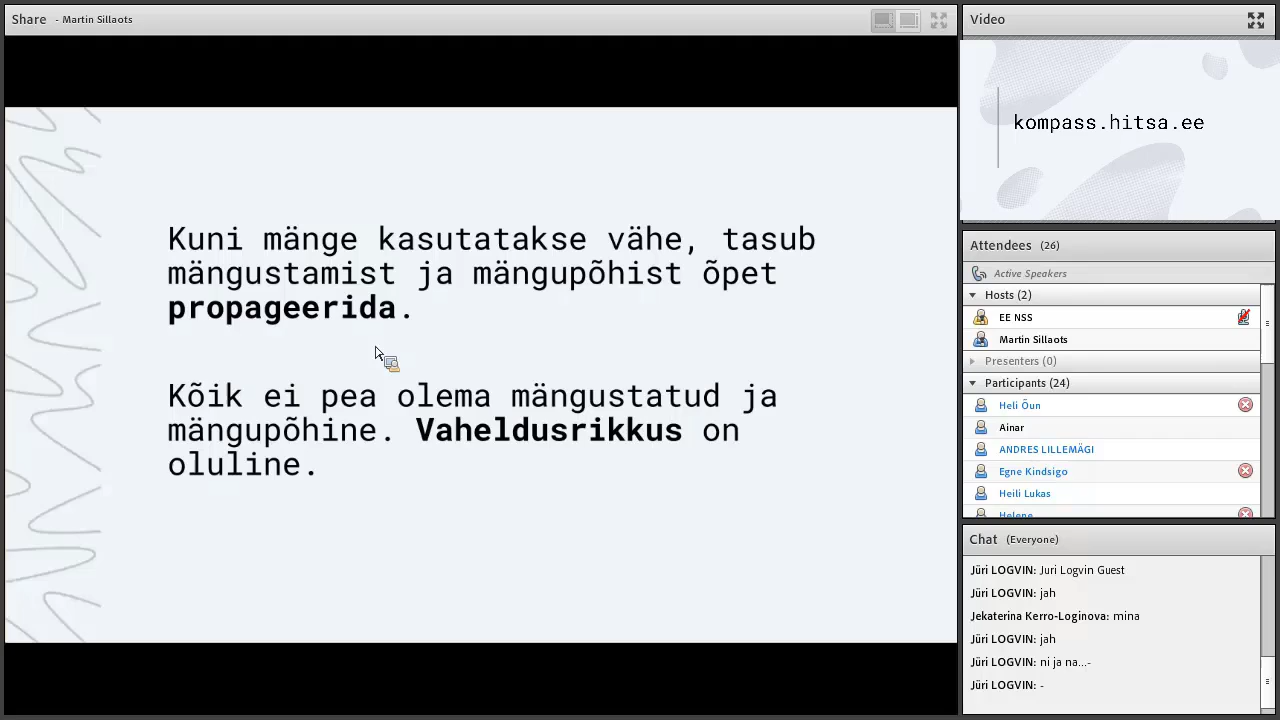 Share - Martin Sillaots
Kuni mänge kasutatakse vähe, tasub
mängustamist ja mängupõhist õpet
propageerida.
Kõik ei pea olema mängustatud ja
mängupõhine. Vaheldusrikkus on
oluline.
Video
kompass.hitsa.ee
Attendees (26)
Active Speakers
Hosts (2)
EE NSS
Martin Sillaots
Presenters (0)
Participants (24)
Heli Õun
Ainar
ANDRES LILLEMÄGI
Egne Kindsigo
Heili Lukas
Helene
Chat (Everyone)
Jüri LOGVIN: Juri Logvin Guest
Jüri LOGVIN: jah
Jekaterina Kerro-Loginova: mina
Jüri LOGVIN: jah
Jüri LOGVIN: ni ja na...-
Jüri LOGVIN: -